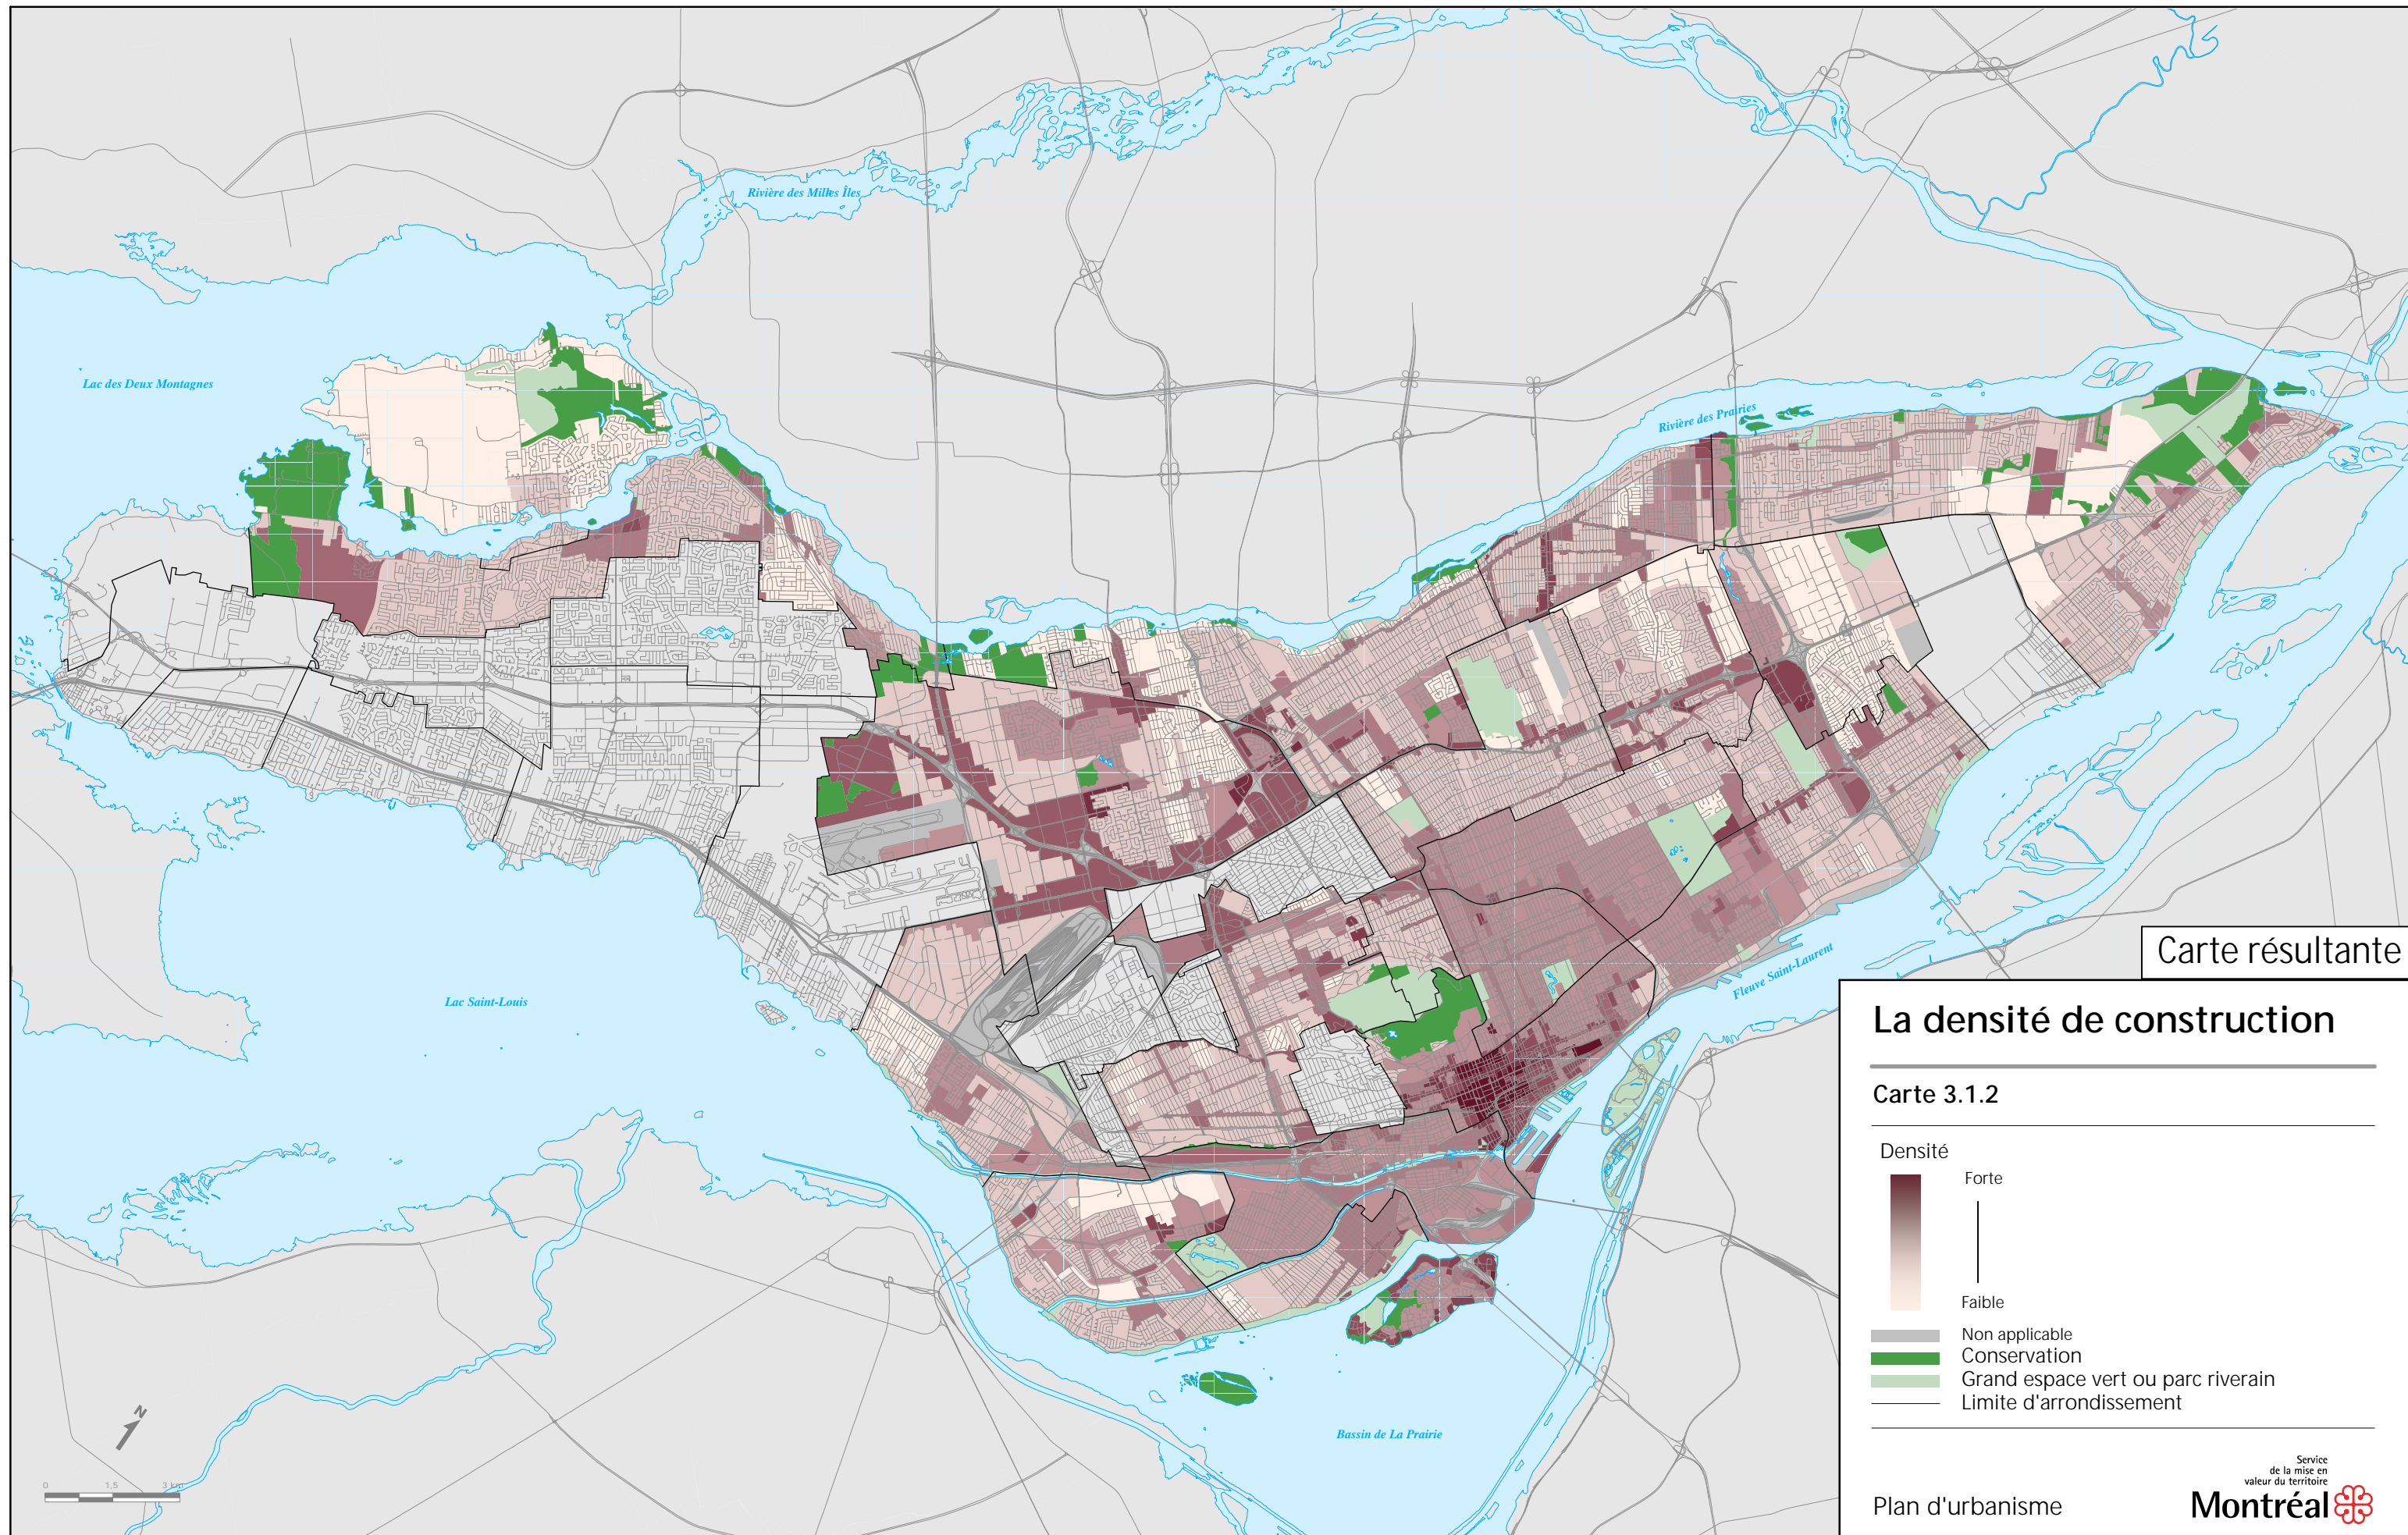 Rivière des Milles Îles
Lac des Deux Montagnes
Rivière des Prairies
Carte résultante
Fleuve Saint-Laurent
Lac Saint-Louis
Bassin de La Prairie
La densité de construction
Carte 3.1.2
Densité
Forte
Faible
Non applicable
Conservation
Grand espace vert ou parc riverain
Limite d'arrondissement
N
0 1,5 3 km
Service
de la mise en
valeur du territoire
Plan d'urbanisme
Montréal